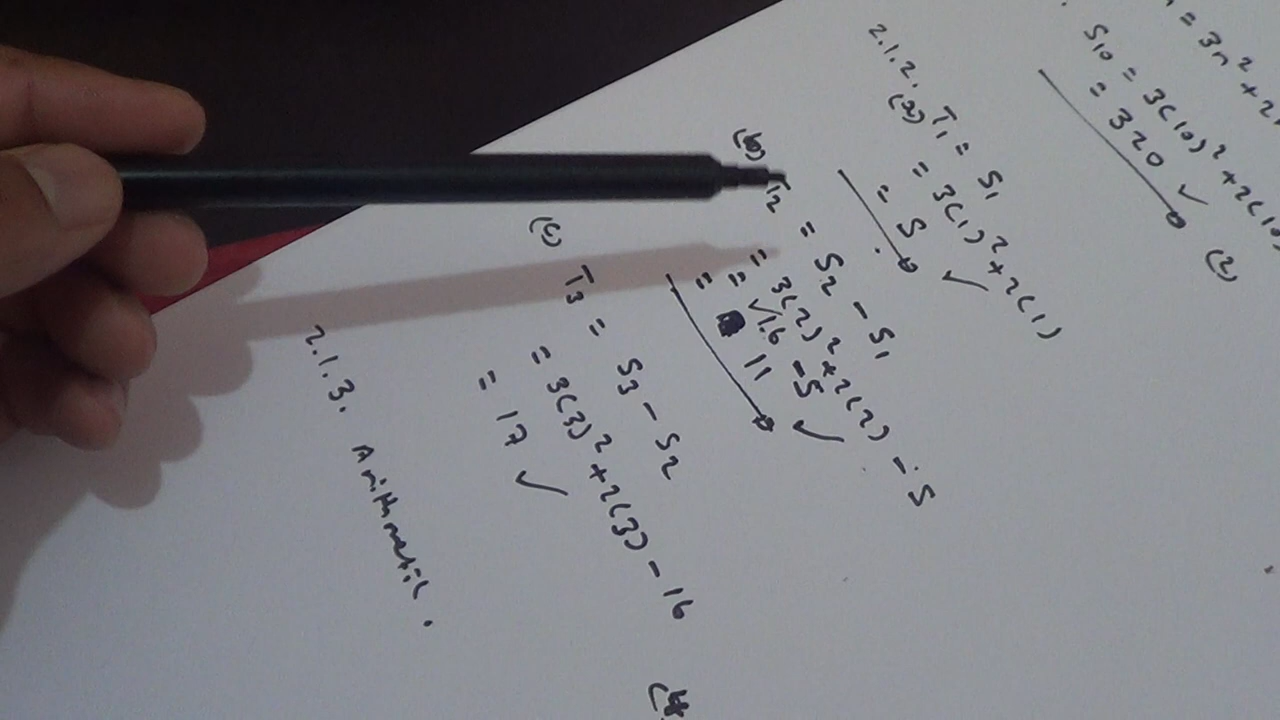 = 3n² + 2n
S₁₀ = 3(10)² + 2(10)
= 320 ✓
(2)
2.1.2.
(a) T₁ = S₁
= 3(1)² + 2(1)
= 5 ✓
(b) T₂ = S₂ - S₁
= 3(2)² + 2(2) - 5
= 16 - 5 ✓
= 11
(c) T₃ = S₃ - S₂
= 3(3)² + 2(3) - 16
= 17 ✓
(4
2.1.3. Arithmetic.